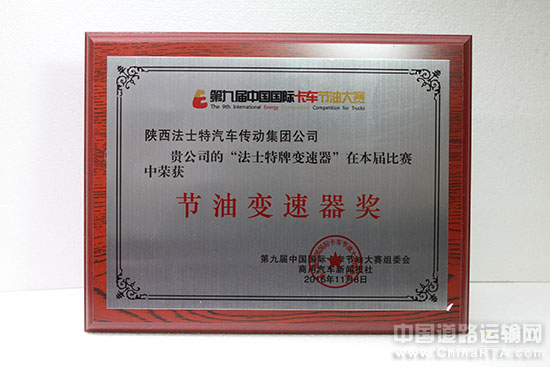 第九届中国国际卡车节油大赛
The 9th International Energy Competition for Trucks
陕西法士特汽车传动集团公司
贵公司的“法士特牌变速器”在本届比赛
中荣获
节油变速器奖
第九届中国国际卡车节油大赛组委会
商用汽车新闻报社
2016年11月8日
中国道路运输网
www.ChinaRTA.com